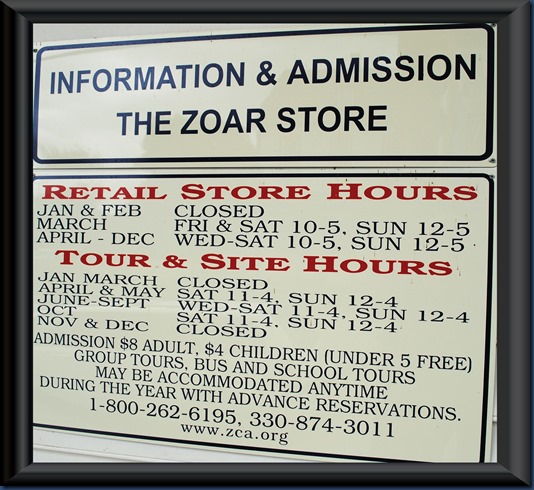 INFORMATION & ADMISSION
THE ZOAR STORE
RETAIL STORE HOURS
JAN & FEB CLOSED
MARCH FRI & SAT 10-5, SUN 12-5
APRIL - DEC WED-SAT 10-5, SUN 12-5
TOUR & SITE HOURS
JAN MARCH CLOSED
APRIL & MAY SAT 11-4, SUN 12-4
JUNE-SEPT WED-SAT 11-4, SUN 12-4
OCT SAT 11-4, SUN 12-4
NOV & DEC CLOSED
ADMISSION $8 ADULT, $4 CHILDREN (UNDER 5 FREE)
GROUP TOURS, BUS AND SCHOOL TOURS
MAY BE ACCOMMODATED ANYTIME
DURING THE YEAR WITH ADVANCE RESERVATIONS.
1-800-262-6195, 330-874-3011
www.zca.org